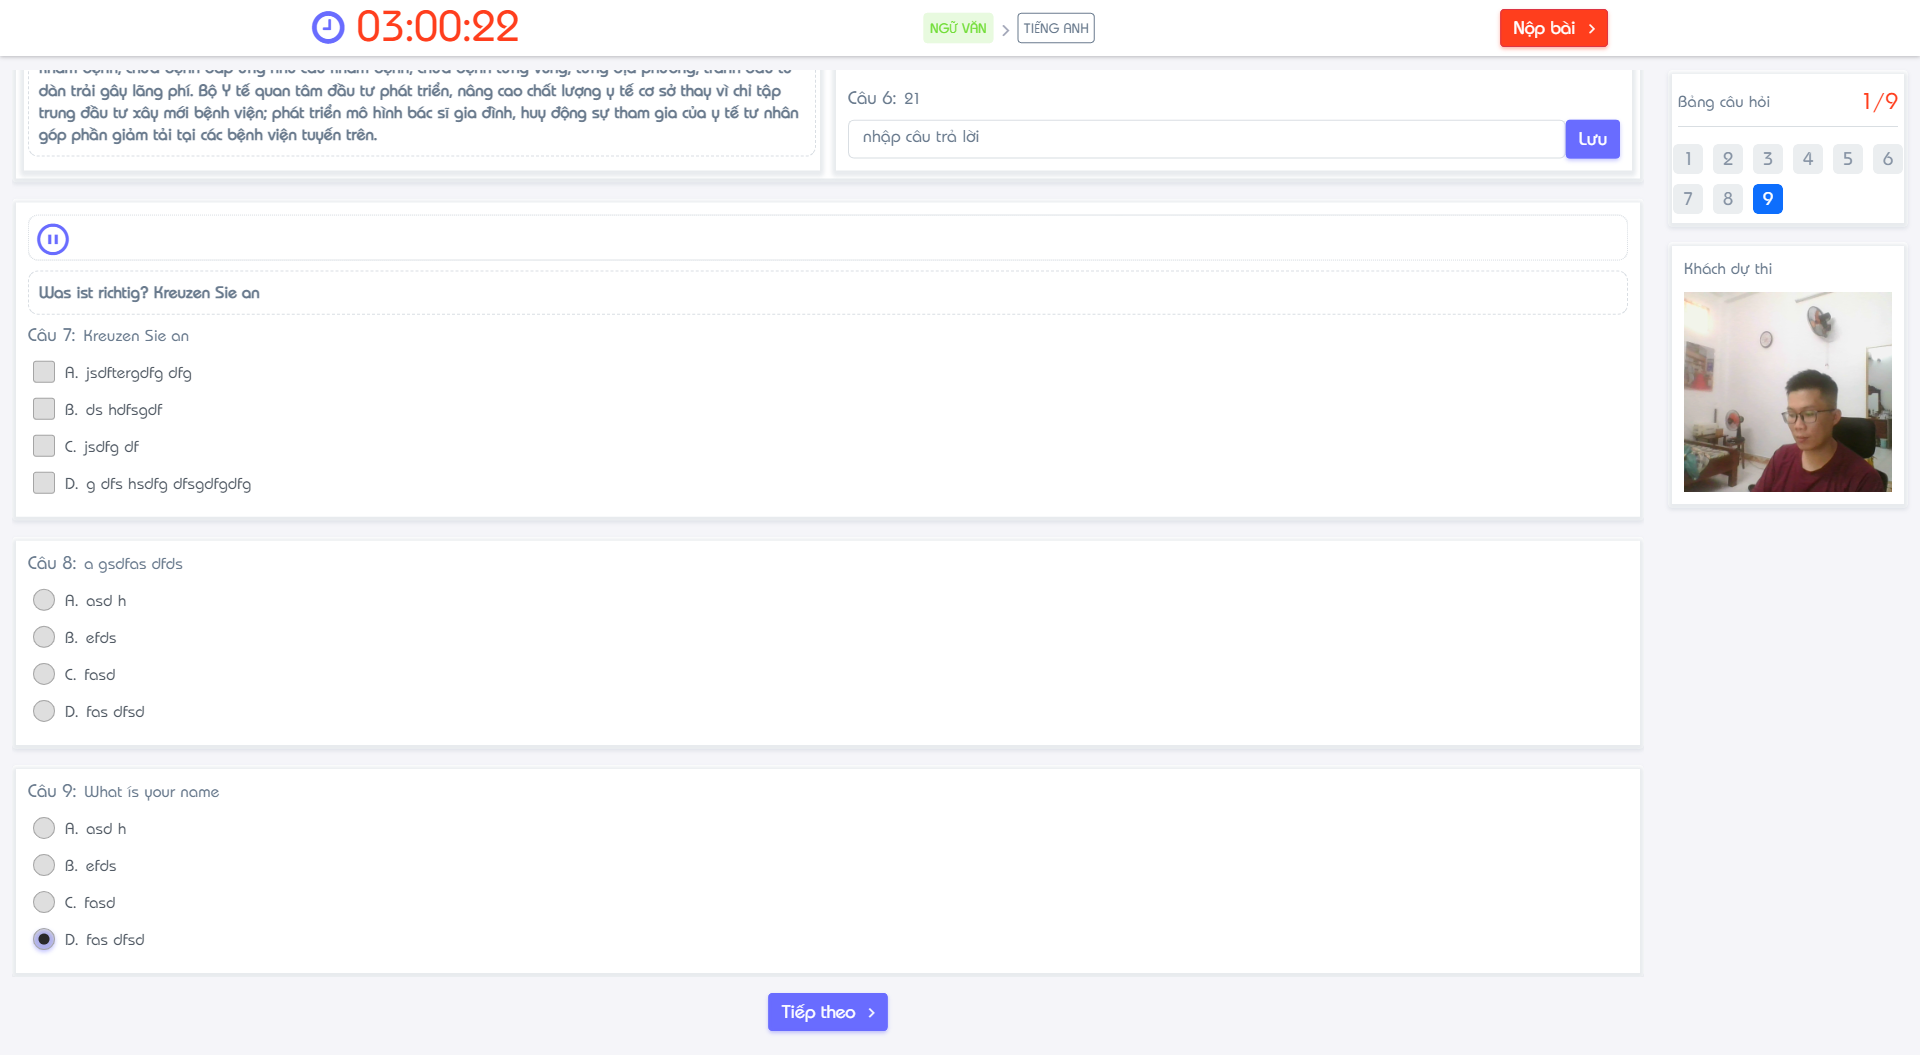 03:00:22
NGỮ VĂN
TIẾNG ANH
Nộp bài
dàn trải gây lãng phí. Bộ Y tế quan tâm đầu tư phát triển, nâng cao chất lượng y tế cơ sở thay vì chỉ tập
trung đầu tư xây mới bệnh viện; phát triển mô hình bác sĩ gia đình, huy động sự tham gia của y tế tư nhân
góp phần giảm tải tại các bệnh viện tuyến trên.
Câu 6: 21
nhập câu trả lời
Lưu
Was ist richtig? Kreuzen Sie an
Câu 7: Kreuzen Sie an
A. jsdftergdfg dfg
B. ds hdfsgdf
C. jsdfg df
D. g dfs hsdfg dfsgdfgdfg
Câu 8: a gsdfas dfds
A. asd h
B. efds
C. fasd
D. fas dfsd
Câu 9: What ís your name
A. asd h
B. efds
C. fasd
D. fas dfsd
Tiếp theo
Bảng câu hỏi
1/9
1 2 3 4 5 6
7 8 9
Khách dự thi